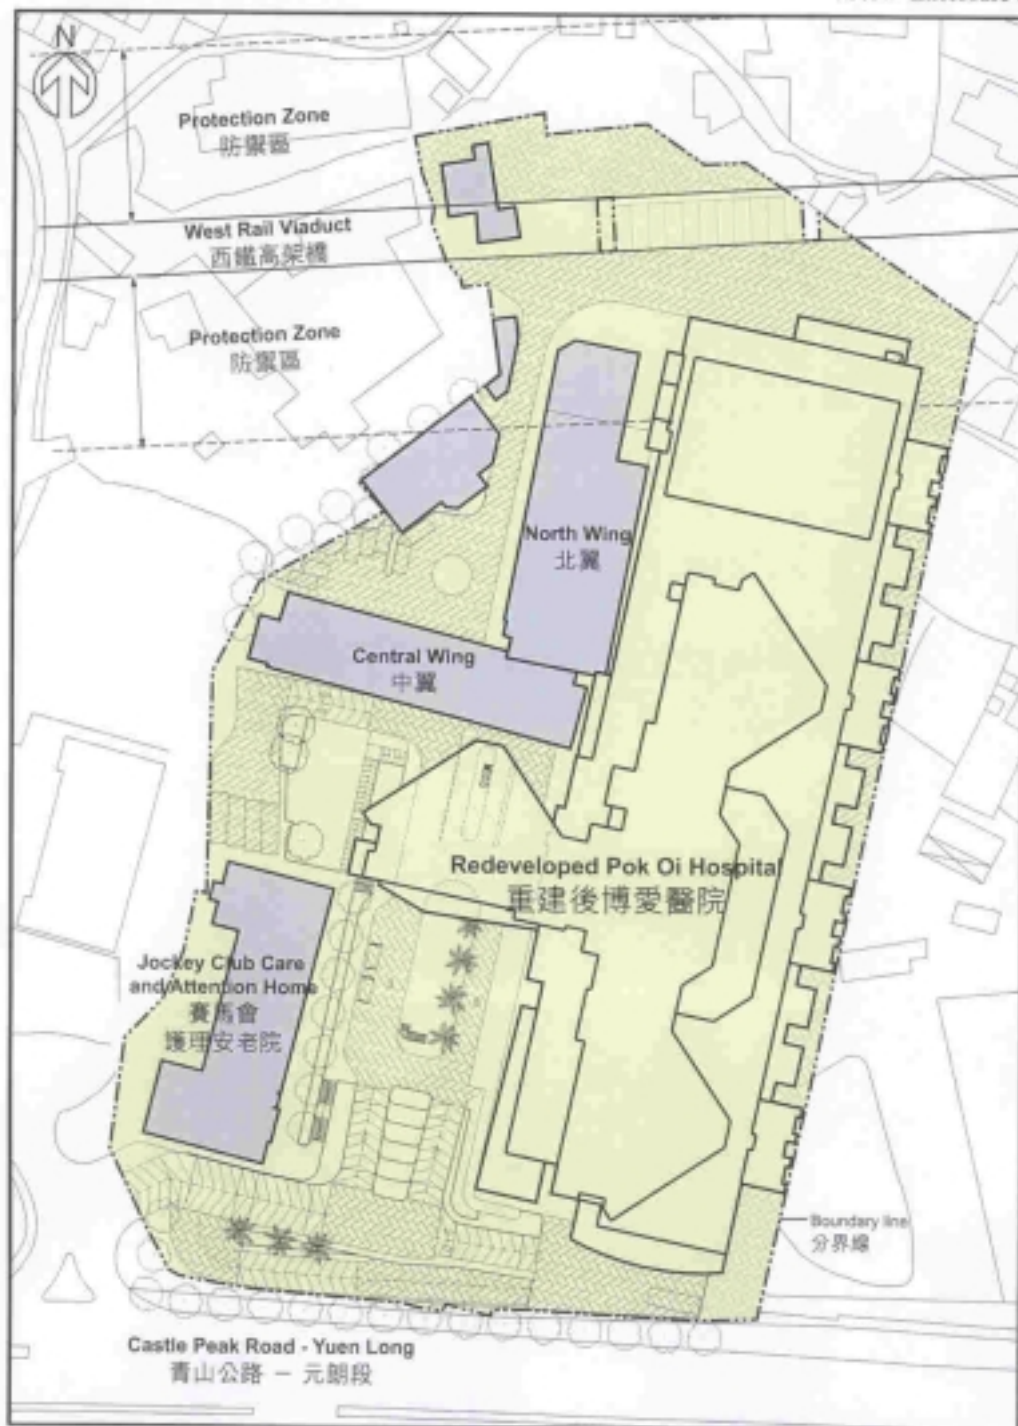 N
Protection Zone
防禦區
West Rail Viaduct
西鐵高架橋
Protection Zone
防禦區
North Wing
北翼
Central Wing
中翼
Redeveloped Pok Oi Hospital
重建後博愛醫院
Jockey Club Care
and Attention Home
賽馬會
護理安老院
Boundary line
分界線
Castle Peak Road - Yuen Long
青山公路 － 元朗段